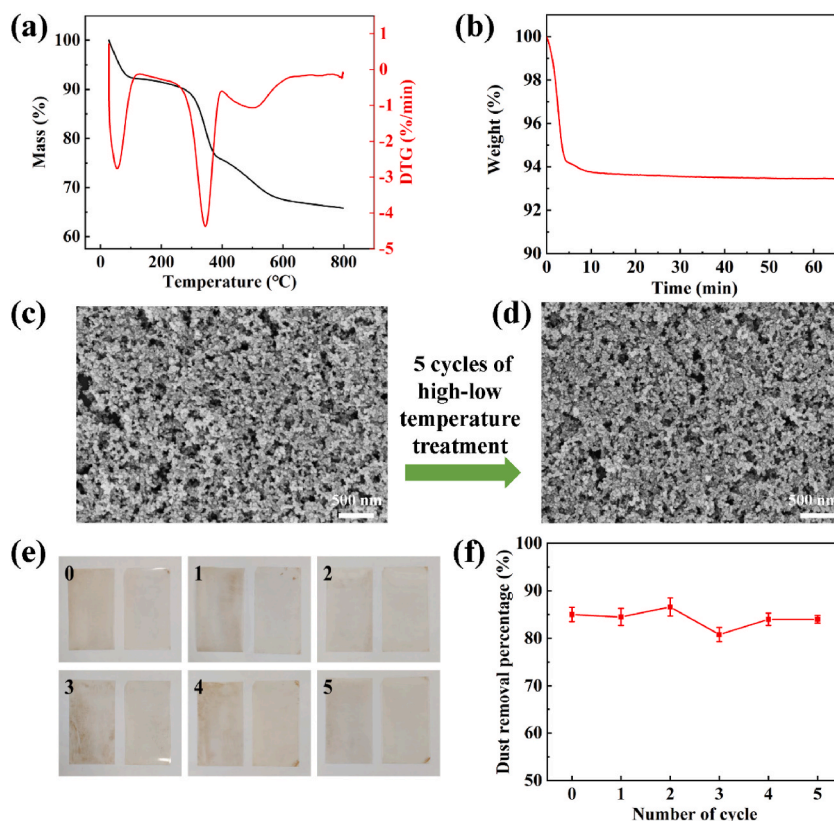 (a)
100
90
80
70
60
Mass (%)
0
200
400
600
800
Temperature (℃)
1
0
-1
-2
-3
-4
-5
DTG (%/min)
(b)
100
98
96
94
92
90
Weight (%)
0
10
20
30
40
50
60
Time (min)
(c)
500 nm
5 cycles of
high-low
temperature
treatment
(d)
500 nm
(e)
0
1
2
3
4
5
(f)
100
90
80
70
60
50
Dust removal percentage (%)
0
1
2
3
4
5
Number of cycle